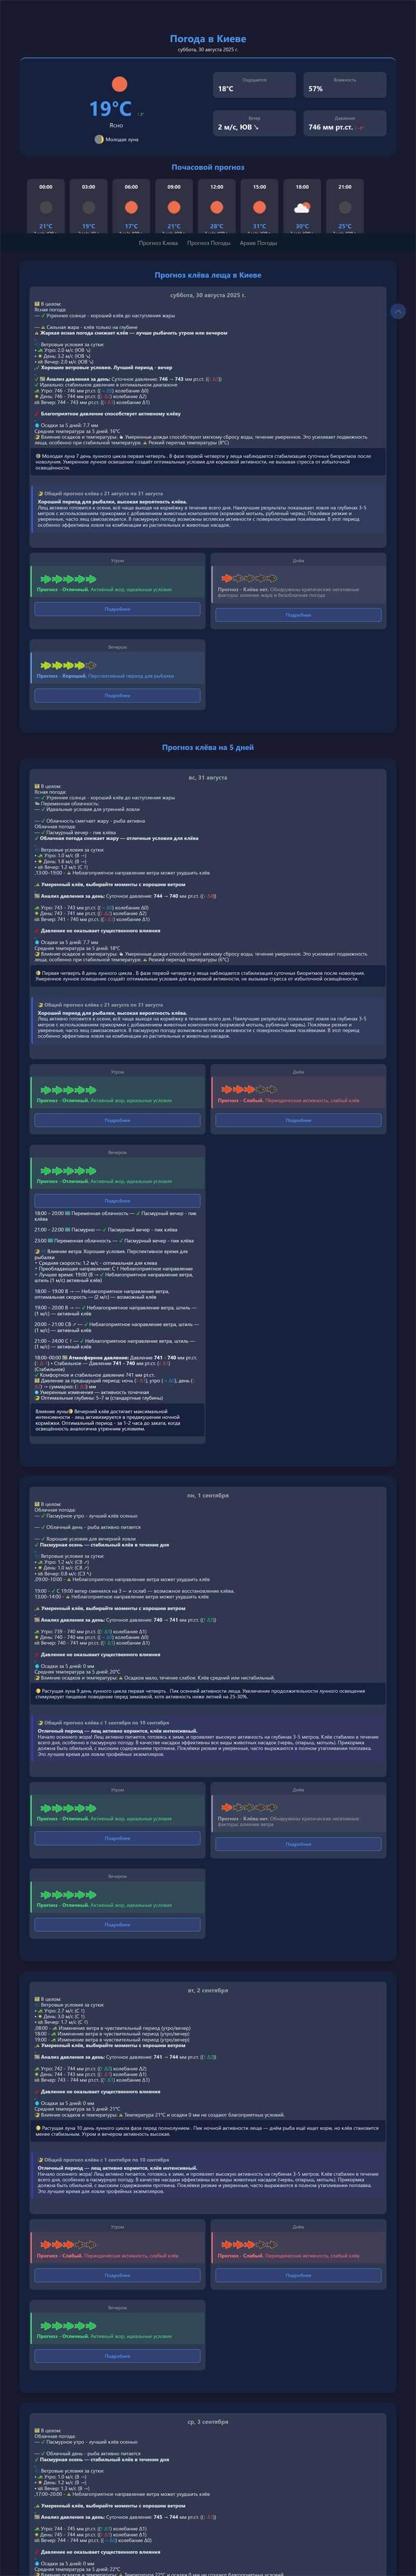 Погода в Киеве
суббота, 30 августа 2025 г.
19°C
Ясно
Молодая луна
Ощущается
18°C
Влажность
57%
Ветер
2 м/с, ЮВ ↘
Давление
746 мм рт.ст.
Почасовой прогноз
00:00 03:00 06:00 09:00 12:00 15:00 18:00 21:00
21°C 19°C 17°C 21°C 28°C 31°C 30°C 25°C
Прогноз Клева Прогноз Погоды Архив Погоды
Прогноз клёва леща в Киеве
суббота, 30 августа 2025 г.
В целом:
Ясная погода:
— ✓ Утреннее солнце - хороший клёв до наступления жары
— ⚠ Сильная жара - клёв только на глубине
⚠ Жаркая ясная погода снижает клёв — лучше рыбачить утром или вечером
Ветровые условия за сутки:
• Утро: 2.0 м/с (ЮВ ↘)
• День: 3.2 м/с (ЮВ ↘)
• Вечер: 2.0 м/с (ЮВ ↘)
✓ Хорошие ветровые условия. Лучший период - вечер
✓ Анализ давления за день: Суточное давление: 746 → 743 мм рт.ст.
✓ Идеально стабильное давление в оптимальном диапазоне
Утро: 746 - 746 мм рт.ст. ((→ Δ0)) колебание Δ0)
День: 746 - 744 мм рт.ст.
Вечер: 744 - 743 мм рт.ст.
Благоприятное давление способствует активному клёву
Осадки за 5 дней: 7.7 мм
Средняя температура за 5 дней: 16°C
Влияние осадков и температуры: Умеренные дожди способствуют мягкому сбросу воды, течение умеренное. Это усиливает подвижность
леща, особенно при стабильной температуре. ⚠ Резкий перепад температуры (8°C)
Молодая луна 7 день лунного цикла первая четверть . В фазе первой четверти у леща наблюдается стабилизация суточных биоритмов после
новолуния. Умеренное лунное освещение создаёт оптимальные условия для кормовой активности, не вызывая стресса от избыточной
освещённости.
Общий прогноз клёва с 21 августа по 31 августа
Хороший период для рыбалки, высокая вероятность клёва.
Лещ активно готовится к осени, всё чаще выходя на кормёжку в течение всего дня. Наилучшие результаты показывает ловля на глубинах 3-5
метров с использованием прикормки с добавлением животных компонентов (кормовой мотыль, рубленый червь). Поклёвки резкие и
уверенные, часто лещ самозасекается. В пасмурную погоду возможны всплески активности с поверхностными поклёвками. В этот период
особенно эффективна ловля на комбинации из растительных и животных насадок.
Утром
Прогноз - Отличный. Активный жор, идеальные условия
Подробнее
Днём
Прогноз - Клёва нет. Обнаружены критические негативные
факторы: влияние жара и безоблачная погода
Подробнее
Вечером
Прогноз - Хороший. Перспективный период для рыбалки
Подробнее
Прогноз клёва на 5 дней
вс, 31 августа
В целом:
Ясная погода:
— ✓ Утреннее солнце - хороший клёв до наступления жары
Переменная облачность:
— ✓ Идеальные условия для утренней ловли
— ✓ Облачность смягчает жару - рыба активна
Облачная погода:
— ✓ Пасмурный вечер - пик клёва
✓ Облачная погода снижает жару — отличные условия для клёва
Ветровые условия за сутки:
• Утро: 1.0 м/с (В →)
• День: 1.8 м/с (В →)
• Вечер: 1.2 м/с (С ↑)
.13:00–19:00 - ⚠ Неблагоприятное направление ветра может ухудшить клёв
Умеренный клёв, выбирайте моменты с хорошим ветром
Анализ давления за день: Суточное давление: 744 → 740 мм рт.ст.
Утро: 743 - 743 мм рт.ст. ((→ Δ0)) колебание Δ0)
День: 743 - 741 мм рт.ст.
Вечер: 741 - 740 мм рт.ст.
Давление не оказывает существенного влияния
Осадки за 5 дней: 7.7 мм
Средняя температура за 5 дней: 18°C
Влияние осадков и температуры: Умеренные дожди способствуют мягкому сбросу воды, течение умеренное. Это усиливает подвижность
леща, особенно при стабильной температуре. ⚠ Резкий перепад температуры (6°C)
Первая четверть 8 день лунного цикла . В фазе первой четверти у леща наблюдается стабилизация суточных биоритмов после новолуния.
Умеренное лунное освещение создаёт оптимальные условия для кормовой активности, не вызывая стресса от избыточной освещённости.
Общий прогноз клёва с 21 августа по 31 августа
Хороший период для рыбалки, высокая вероятность клёва.
Лещ активно готовится к осени, всё чаще выходя на кормёжку в течение всего дня. Наилучшие результаты показывает ловля на глубинах 3-5
метров с использованием прикормки с добавлением животных компонентов (кормовой мотыль, рубленый червь). Поклёвки резкие и
уверенные, часто лещ самозасекается. В пасмурную погоду возможны всплески активности с поверхностными поклёвками. В этот период
особенно эффективна ловля на комбинации из растительных и животных насадок.
Утром
Прогноз - Отличный. Активный жор, идеальные условия
Подробнее
Днём
Прогноз - Слабый. Периодическая активность, слабый клёв
Подробнее
Вечером
Прогноз - Отличный. Активный жор, идеальные условия
Подробнее
18:00 – 20:00 Переменная облачность — ✓ Пасмурный вечер - пик
клёва
21:00 – 22:00 Пасмурно — ✓ Пасмурный вечер - пик клёва
23:00 Переменная облачность — ✓ Пасмурный вечер - пик клёва
Влияние ветра: Хорошие условия. Перспективное время для
рыбалки
• Средняя скорость: 1.2 м/с - оптимальная для клева
• Преобладающее направление: С ↑ Неблагоприятное направление
• Лучшее время: 19:00 (В → ✓ Неблагоприятное направление ветра,
штиль (1 м/с) активный клёв)
18:00 – 19:00 В → — Неблагоприятное направление ветра,
оптимальная скорость — (2 м/с) — возможный клёв
19:00 – 20:00 В → — ✓ Неблагоприятное направление ветра, штиль —
(1 м/с) — активный клёв
20:00 – 21:00 СВ ↗ — ✓ Неблагоприятное направление ветра, штиль —
(1 м/с) — активный клёв
21:00 – 24:00 С ↑ — ✓ Неблагоприятное направление ветра, штиль —
(1 м/с) — активный клёв
18:00–00:00 Атмосферное давление: Давление 741 - 740 мм рт.ст.
• Стабильное — Давление 741 - 740 мм рт.ст.
(Стабильное)
✓ Комфортное и стабильное давление 741 мм рт.ст.
Умеренные изменения — активность точечная
Оптимальные глубины: 5–7 м (стандартные глубины)
Влияние луны Вечерний клёв достигает максимальной
интенсивности - лещ активизируется в предвкушении ночной
кормёжки. Оптимальный период - за 1-2 часа до заката, когда
освещённость аналогична утренним условиям.
пн, 1 сентября
В целом:
Облачная погода:
— ✓ Пасмурное утро - лучший клёв осенью
— ✓ Облачный день - рыба активно питается
— ✓ Хорошие условия для вечерней ловли
✓ Пасмурная осень — стабильный клёв в течение дня
Ветровые условия за сутки:
• Утро: 1.2 м/с (СВ ↗)
• День: 1.0 м/с (СВ ↗)
• Вечер: 0.8 м/с (СЗ ↖)
.09:00–10:00 - ⚠ Неблагоприятное направление ветра может ухудшить клёв
19:00 - ✓ С 19:00 ветер сменился на З ← и ослаб — возможное восстановление клёва.
13:00–14:00 - ⚠ Неблагоприятное направление ветра может ухудшить клёв
Умеренный клёв, выбирайте моменты с хорошим ветром
Анализ давления за день: Суточное давление: 740 → 741 мм рт.ст.
Утро: 739 - 740 мм рт.ст.
День: 740 - 740 мм рт.ст. ((→ Δ0)) колебание Δ0)
Вечер: 740 - 741 мм рт.ст.
Давление не оказывает существенного влияния
Осадки за 5 дней: 0 мм
Средняя температура за 5 дней: 20°C
Влияние осадков и температуры: ⚠ Осадков мало, течение слабое. Клёв средний или нестабильный.
Растущая луна 9 день лунного цикла первая четверть . Пик осенней активности леща. Увеличение продолжительности лунного освещения
стимулирует пищевое поведение перед зимовкой, хотя активность ниже летней на 25-30%.
Общий прогноз клёва с 1 сентября по 10 сентября
Отличный период — лещ активно кормится, клёв интенсивный.
Начало осеннего жора! Лещ активно питается, готовясь к зиме, и проявляет высокую активность на глубинах 3-5 метров. Клёв стабилен в течение
всего дня, особенно в пасмурную погоду. В качестве насадки эффективны все виды животных насадок (червь, опарыш, мотыль). Прикормка
должна быть обильной, с высоким содержанием протеина. Поклёвки резкие и уверенные, часто выражаются в полном утапливании поплавка.
Это лучшее время для ловли трофейных экземпляров.
Утром
Прогноз - Отличный. Активный жор, идеальные условия
Подробнее
Днём
Прогноз - Клёва нет. Обнаружены критические негативные
факторы: влияние ветра
Подробнее
Вечером
Прогноз - Отличный. Активный жор, идеальные условия
Подробнее
вт, 2 сентября
В целом:
Ветровые условия за сутки:
• Утро: 2.7 м/с (С ↑)
• День: 3.0 м/с (С ↑)
• Вечер: 1.7 м/с (С ↑)
.08:00 - Изменение ветра в чувствительный период (утро/вечер)
18:00 - Изменение ветра в чувствительный период (утро/вечер)
19:00 - Изменение ветра в чувствительный период (утро/вечер)
Умеренный клёв, выбирайте моменты с хорошим ветром
Анализ давления за день: Суточное давление: 741 → 744 мм рт.ст.
Утро: 742 - 744 мм рт.ст.
День: 744 - 743 мм рт.ст.
Вечер: 743 - 744 мм рт.ст.
Давление не оказывает существенного влияния
Осадки за 5 дней: 0 мм
Средняя температура за 5 дней: 21°C
Влияние осадков и температуры: ⚠ Температура 21°C и осадки 0 мм не создают благоприятных условий.
Растущая луна 10 день лунного цикла фаза перед полнолунием . Пик ночной активности леща — днём рыба ещё ищет корм, но клёв становится
менее стабильным. Утром и вечером активность высокая.
Общий прогноз клёва с 1 сентября по 10 сентября
Отличный период — лещ активно кормится, клёв интенсивный.
Начало осеннего жора! Лещ активно питается, готовясь к зиме, и проявляет высокую активность на глубинах 3-5 метров. Клёв стабилен в течение
всего дня, особенно в пасмурную погоду. В качестве насадки эффективны все виды животных насадок (червь, опарыш, мотыль). Прикормка
должна быть обильной, с высоким содержанием протеина. Поклёвки резкие и уверенные, часто выражаются в полном утапливании поплавка.
Это лучшее время для ловли трофейных экземпляров.
Утром
Прогноз - Слабый. Периодическая активность, слабый клёв
Подробнее
Днём
Прогноз - Слабый. Периодическая активность, слабый клёв
Подробнее
Вечером
Прогноз - Отличный. Активный жор, идеальные условия
Подробнее
ср, 3 сентября
В целом:
Облачная погода:
— ✓ Пасмурное утро - лучший клёв осенью
— ✓ Облачный день - рыба активно питается
✓ Пасмурная осень — стабильный клёв в течение дня
Ветровые условия за сутки:
• Утро: 1.0 м/с (В →)
• День: 1.2 м/с (В →)
• Вечер: 1.3 м/с (В →)
.17:00–20:00 - ⚠ Неблагоприятное направление ветра может ухудшить клёв
Умеренный клёв, выбирайте моменты с хорошим ветром
Анализ давления за день: Суточное давление: 745 → 744 мм рт.ст.
Утро: 744 - 745 мм рт.ст.
День: 745 - 744 мм рт.ст.
Вечер: 744 - 744 мм рт.ст.
Давление не оказывает существенного влияния
Осадки за 5 дней: 0 мм
Средняя температура за 5 дней: 22°C